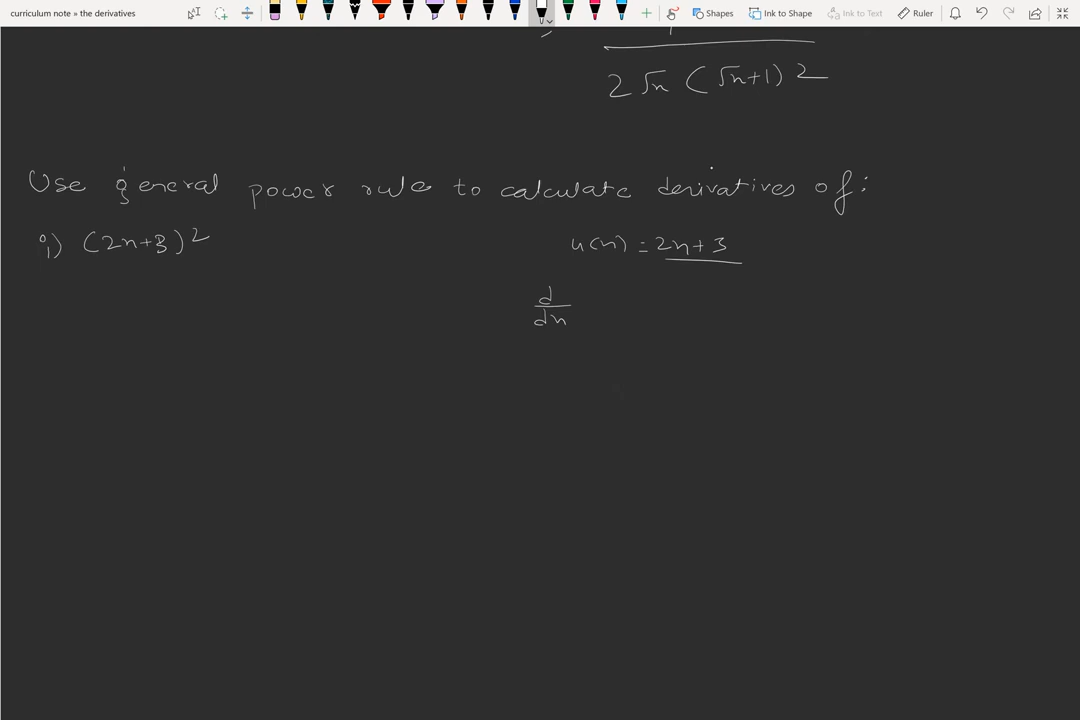 curriculum note » the derivatives
Shapes Ink to Shape Ink to Text Ruler
2 √x (√x+1) 2
Use general power rule to calculate derivatives of:
i) (2x+3)²
u(x) = 2x+3
d
dx